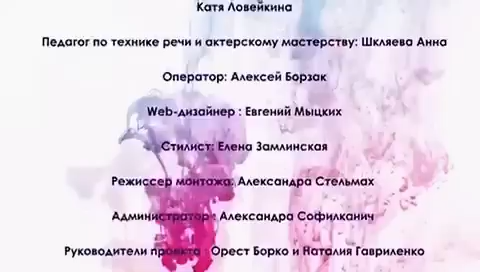 Катя Ловейкина
Педагог по технике речи и актерскому мастерству: Шкляева Анна
Оператор: Алексей Борзак
Web-дизайнер : Евгений Мыцких
Стилист: Елена Замлинская
Режиссер монтажа: Александра Стельмах
Администратор : Александра Софилканич
Руководители проекта : Орест Борко и Наталия Гавриленко